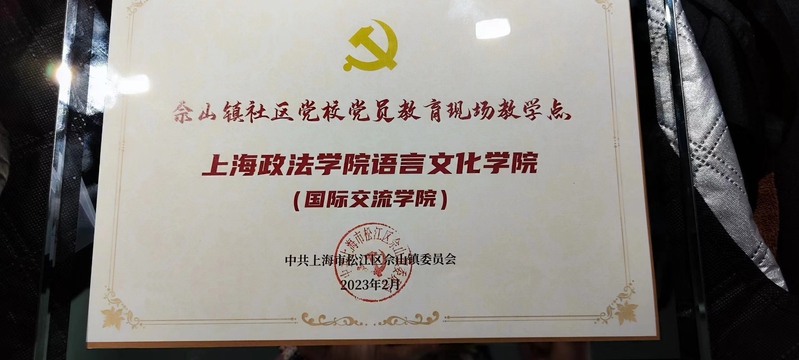 佘山镇社区党校党员教育现场教学点
上海政法学院语言文化学院
（国际交流学院）
中共上海市松江区佘山镇委员会
2023年2月